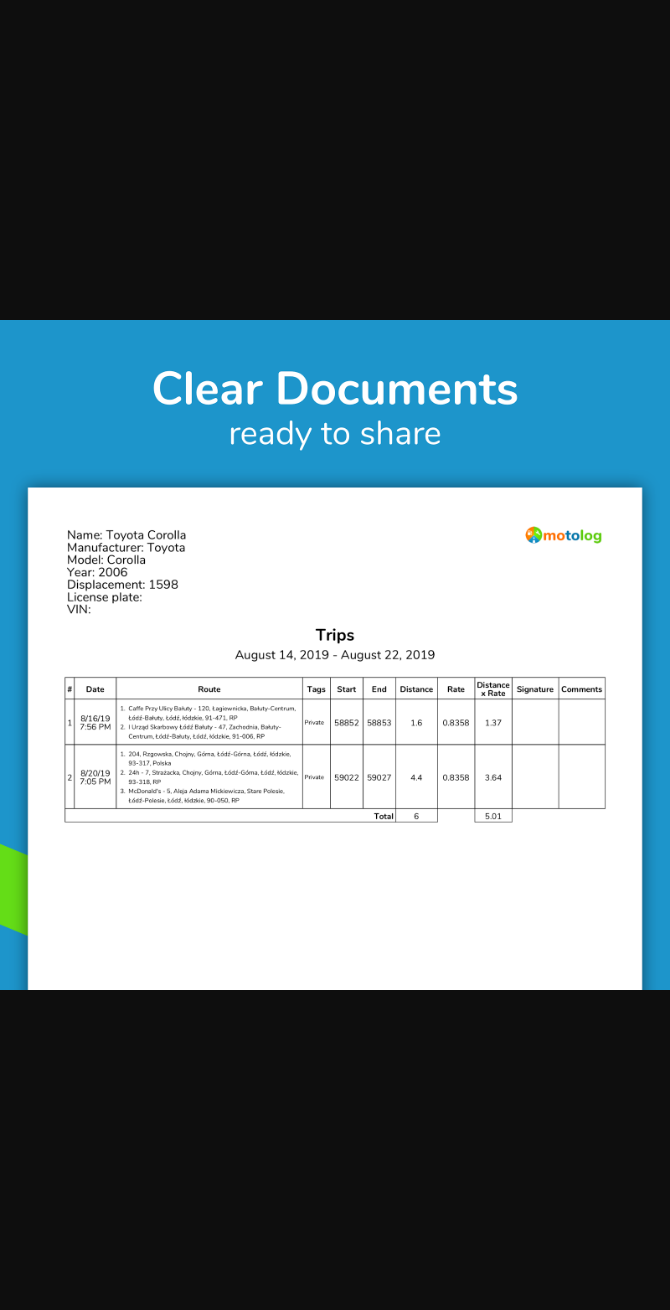 Clear Documents
ready to share
motolog
Name: Toyota Corolla
Manufacturer: Toyota
Model: Corolla
Year: 2006
Displacement: 1598
License plate:
VIN:
Trips
August 14, 2019 - August 22, 2019
# Date Route Tags Start End Distance Rate Distance x Rate Signature Comments
1 8/16/19 7:56 PM
1. Caffe Przy Ulicy Bałuty - 120, Łagiewnicka, Bałuty-Centrum,
Łódź-Bałuty, Łódź, łódzkie, 91-471, RP
2. I Urząd Skarbowy Łódź Bałuty - 47, Zachodnia, Bałuty-
Centrum, Łódź-Bałuty, Łódź, łódzkie, 91-006, RP
Private 58852 58853 1.6 0.8358 1.37
2 8/20/19 7:05 PM
1. 204, Rzgowska, Chojny, Górna, Łódź-Górna, Łódź, łódzkie,
93-317, Polska
2. 24h - 7, Strażacka, Chojny, Górna, Łódź-Górna, Łódź, łódzkie,
93-318, RP
3. McDonald's - 5, Aleja Adama Mickiewicza, Stare Polesie,
Łódź-Polesie, Łódź, łódzkie, 90-050, RP
Private 59022 59027 4.4 0.8358 3.64
Total 6 5.01